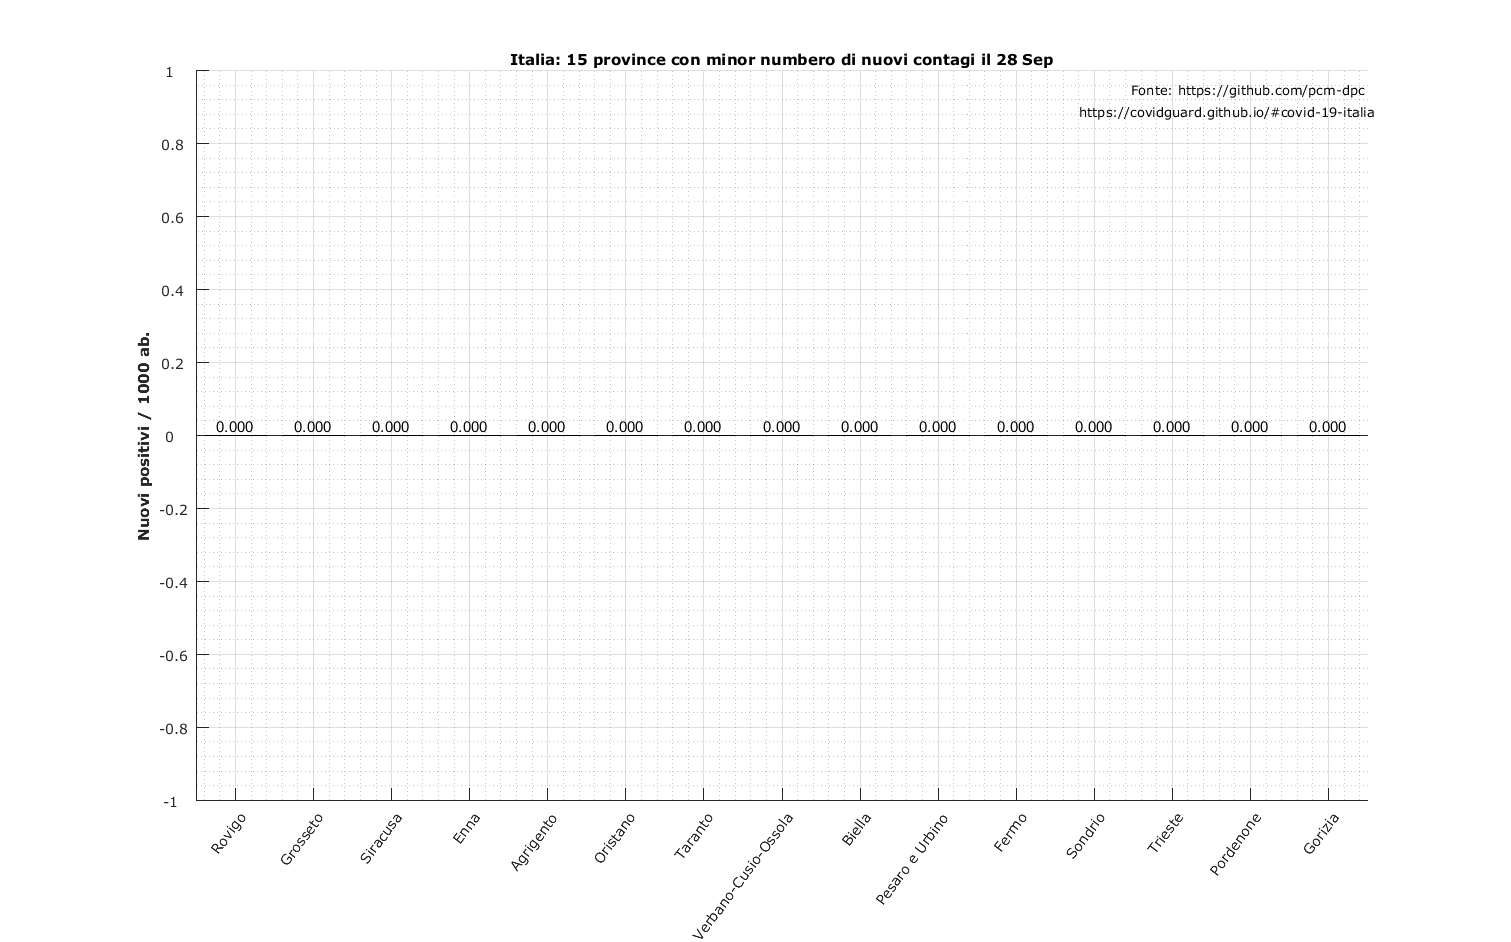 Italia: 15 province con minor numbero di nuovi contagi il 28 Sep
Fonte: https://github.com/pcm-dpc
https://covidguard.github.io/#covid-19-italia
Nuovi positivi / 1000 ab.
1
0.8
0.6
0.4
0.2
0
-0.2
-0.4
-0.6
-0.8
-1
0.000 0.000 0.000 0.000 0.000 0.000 0.000 0.000 0.000 0.000 0.000 0.000 0.000 0.000 0.000
Rovigo
Grosseto
Siracusa
Enna
Agrigento
Oristano
Taranto
Verbano-Cusio-Ossola
Biella
Pesaro e Urbino
Fermo
Sondrio
Trieste
Pordenone
Gorizia